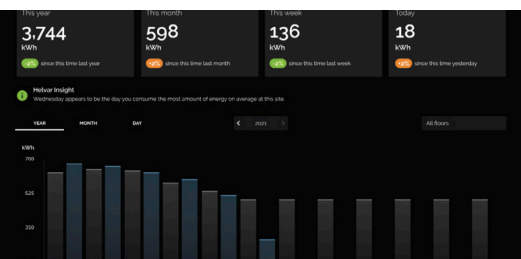 This year
This month
This week
Today
3,744
598
136
18
kWh
kWh
kWh
kWh
since this time last year
since this time last month
since this time last week
since this time yesterday
Helvar Insight
Wednesday appears to be the day you consume the most amount of energy on average at this site.
YEAR
MONTH
DAY
< 2021 >
All floors
kWh
700
525
350